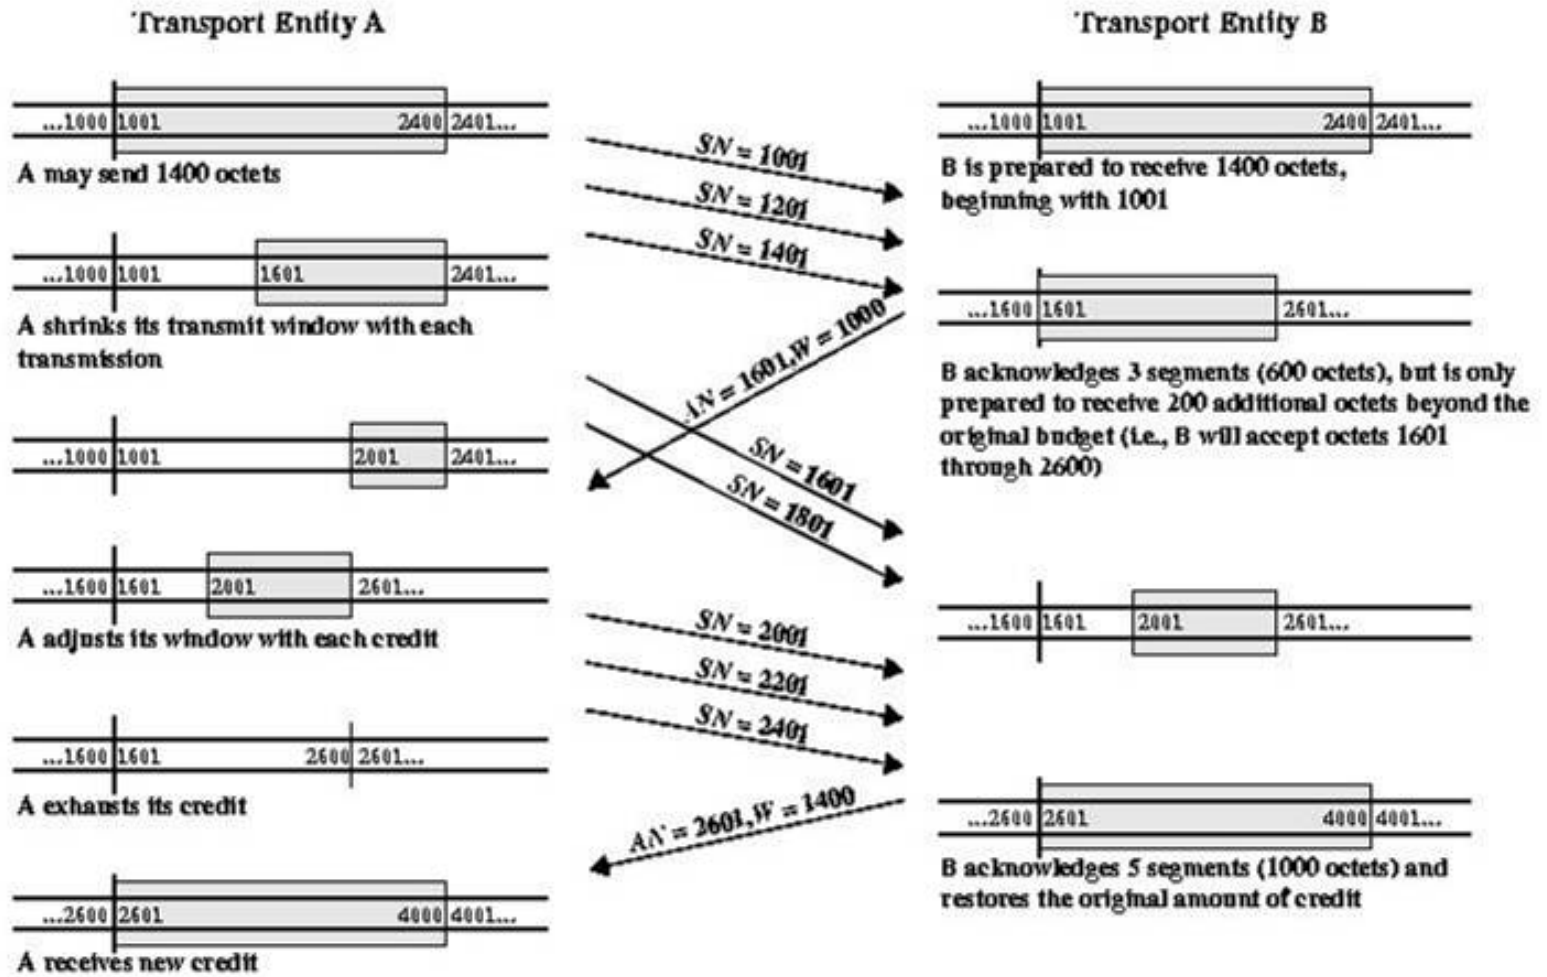 Transport Entity A
...1000 1001 2400 2401...
A may send 1400 octets
...1000 1001 1601 2401...
A shrinks its transmit window with each
transmission
...1000 1001 2001 2401...
...1600 1601 2001 2601...
A adjusts its window with each credit
...1600 1601 2600 2601...
A exhausts its credit
...2600 2601 4000 4001...
A receives new credit
SN = 1001
SN = 1201
SN = 1401
AN = 1601,W = 1000
SN = 1601
SN = 1801
SN = 2001
SN = 2201
SN = 2401
AN = 2601,W = 1400
Transport Entity B
...1000 1001 2400 2401...
B is prepared to receive 1400 octets,
beginning with 1001
...1600 1601 2601...
B acknowledges 3 segments (600 octets), but is only
prepared to receive 200 additional octets beyond the
original budget (i.e., B will accept octets 1601
through 2600)
...1600 1601 2001 2601...
...2600 2601 4000 4001...
B acknowledges 5 segments (1000 octets) and
restores the original amount of credit